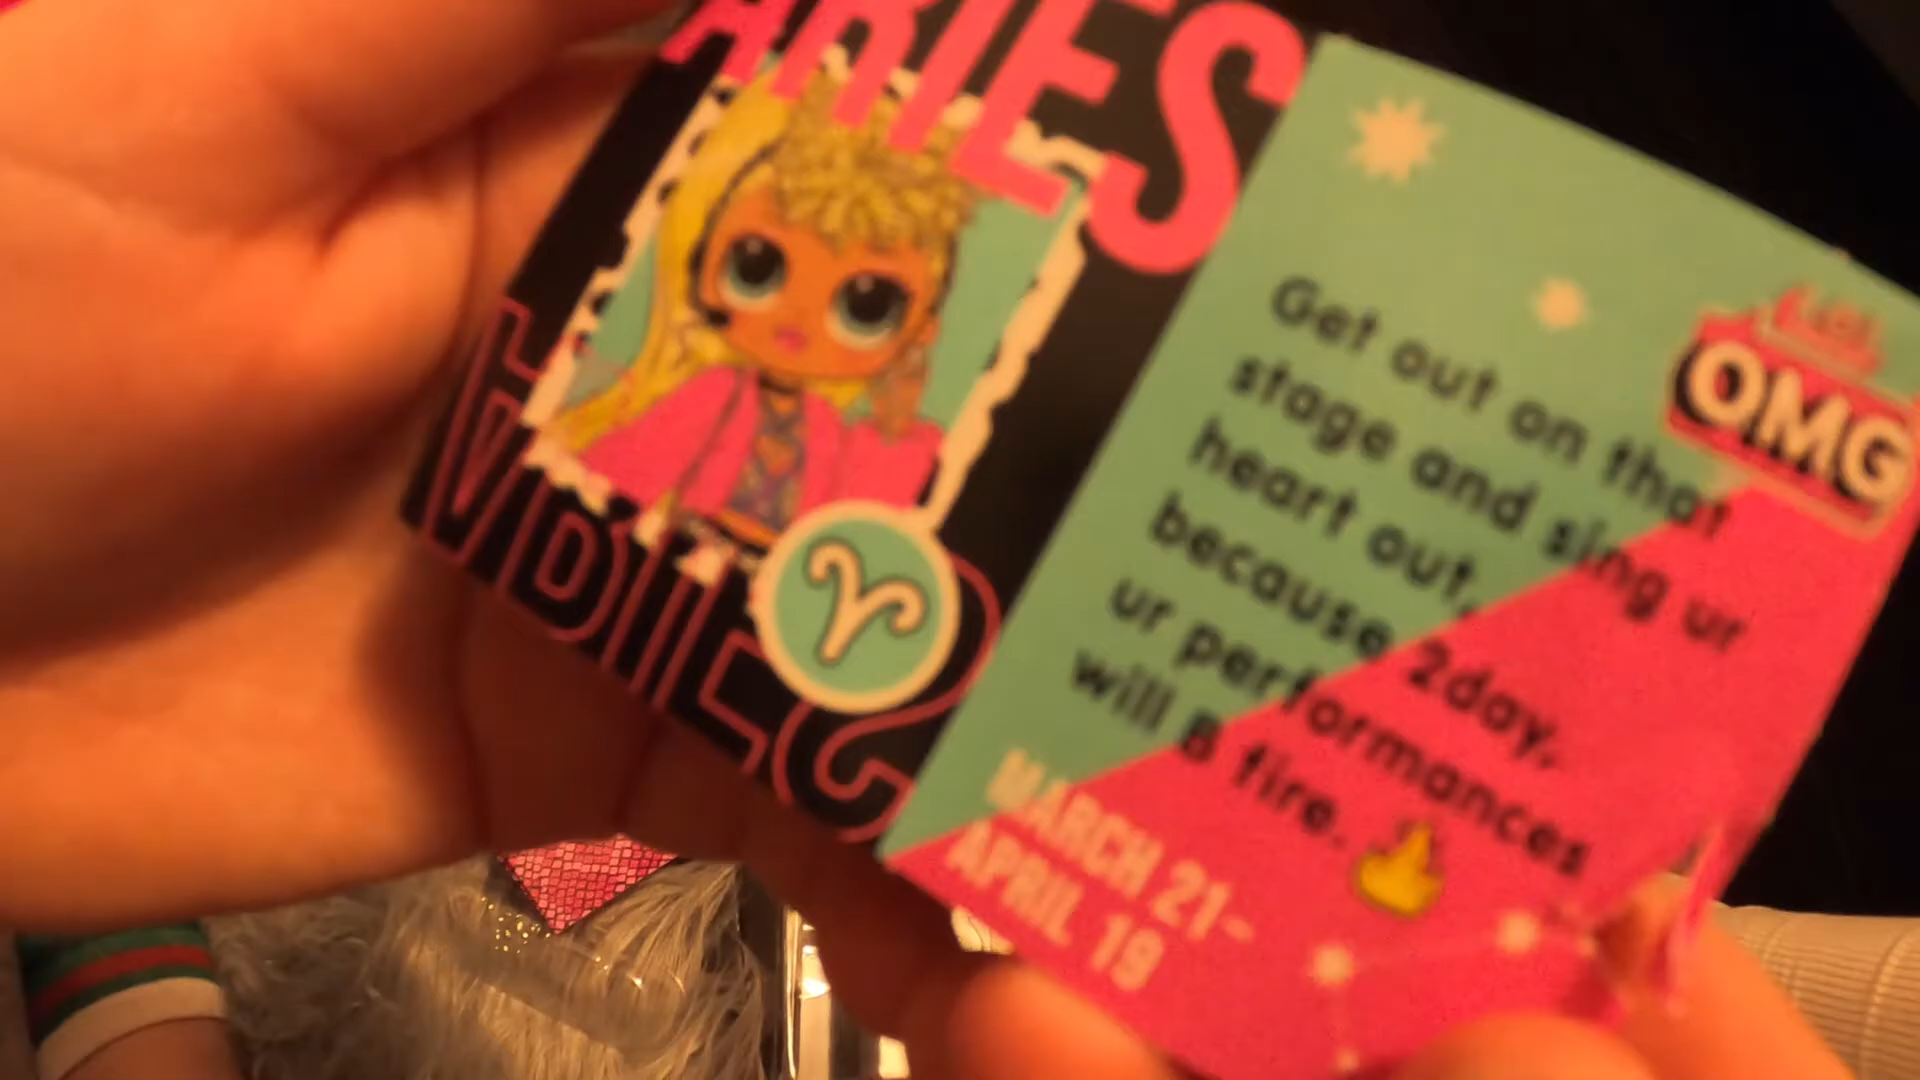 ARIES
ARIES
Get out on that
stage and sing ur
heart out,
because 2day,
ur performances
will B fire.
MARCH 21-
APRIL 19
OMG